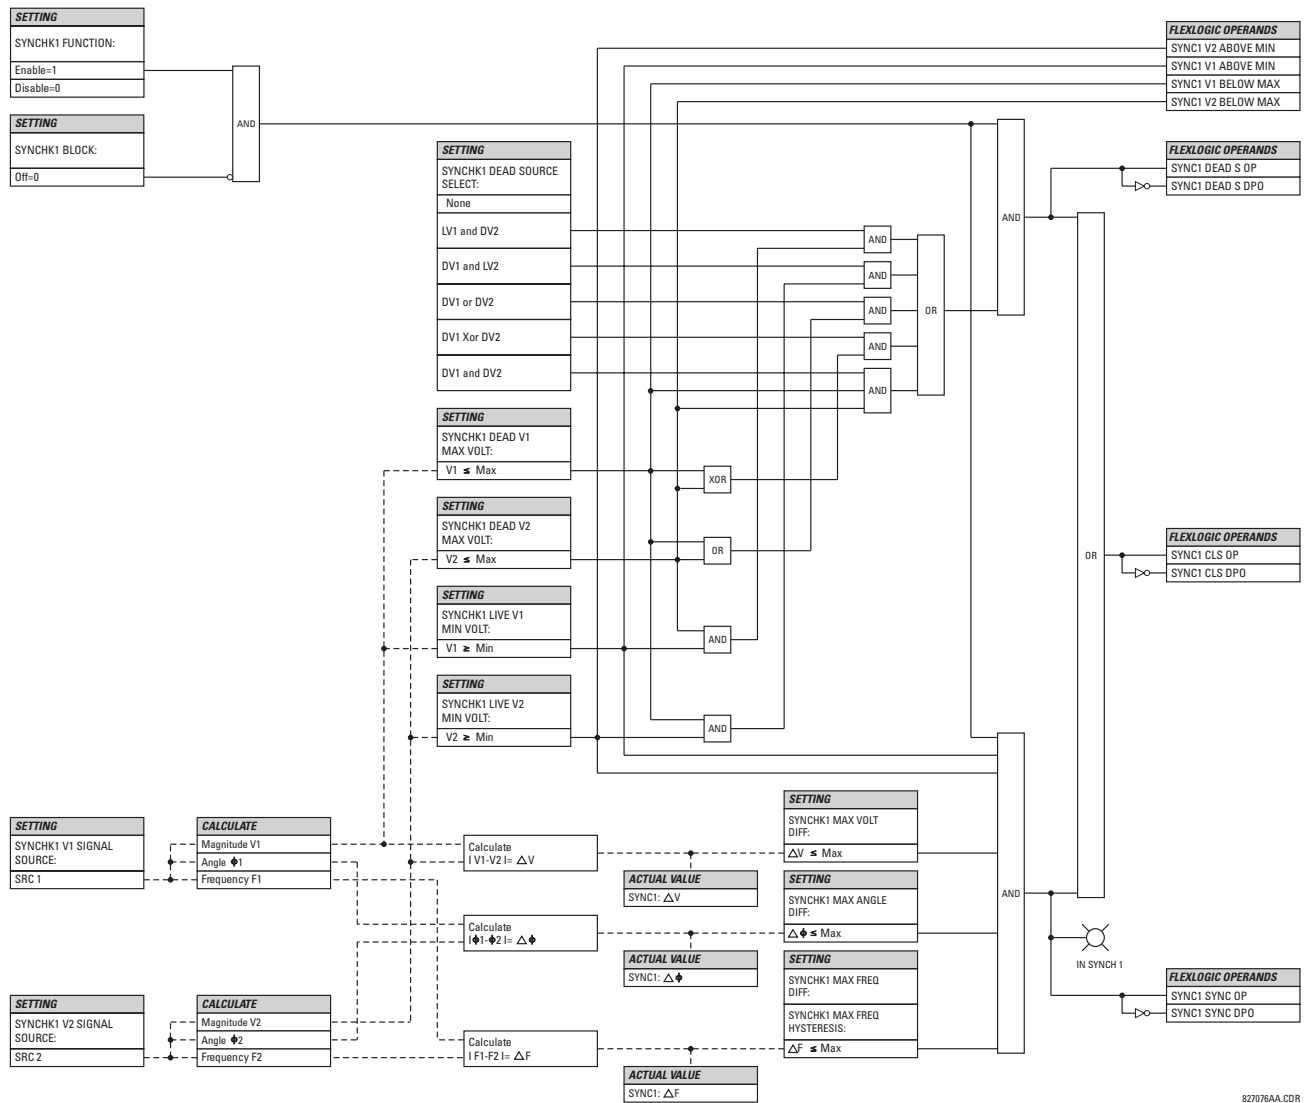 SETTING
SYNCHK1 FUNCTION:
Enable=1
Disable=0
SETTING
SYNCHK1 BLOCK:
Off=0
AND
SETTING
SYNCHK1 DEAD SOURCE
SELECT:
None
LV1 and DV2
DV1 and LV2
DV1 or DV2
DV1 Xor DV2
DV1 and DV2
SETTING
SYNCHK1 DEAD V1
MAX VOLT:
V1 ≤ Max
SETTING
SYNCHK1 DEAD V2
MAX VOLT:
V2 ≤ Max
SETTING
SYNCHK1 LIVE V1
MIN VOLT:
V1 ≥ Min
SETTING
SYNCHK1 LIVE V2
MIN VOLT:
V2 ≥ Min
AND
AND
AND
AND
AND
OR
XOR
OR
AND
AND
AND
OR
AND
FLEXLOGIC OPERANDS
SYNC1 V2 ABOVE MIN
SYNC1 V1 ABOVE MIN
SYNC1 V1 BELOW MAX
SYNC1 V2 BELOW MAX
FLEXLOGIC OPERANDS
SYNC1 DEAD S OP
SYNC1 DEAD S DPO
FLEXLOGIC OPERANDS
SYNC1 CLS OP
SYNC1 CLS DPO
SETTING
SYNCHK1 V1 SIGNAL
SOURCE:
SRC 1
CALCULATE
Magnitude V1
Angle ϕ1
Frequency F1
SETTING
SYNCHK1 V2 SIGNAL
SOURCE:
SRC 2
CALCULATE
Magnitude V2
Angle ϕ2
Frequency F2
Calculate
I V1-V2 I= △V
Calculate
Iϕ1-ϕ2 I= △ϕ
Calculate
I F1-F2 I= △F
ACTUAL VALUE
SYNC1: △V
ACTUAL VALUE
SYNC1: △ϕ
ACTUAL VALUE
SYNC1: △F
SETTING
SYNCHK1 MAX VOLT
DIFF:
△V ≤ Max
SETTING
SYNCHK1 MAX ANGLE
DIFF:
△ϕ ≤ Max
SETTING
SYNCHK1 MAX FREQ
DIFF:
SYNCHK1 MAX FREQ
HYSTERESIS:
△F ≤ Max
IN SYNCH 1
FLEXLOGIC OPERANDS
SYNC1 SYNC OP
SYNC1 SYNC DPO
827076AA.CDR